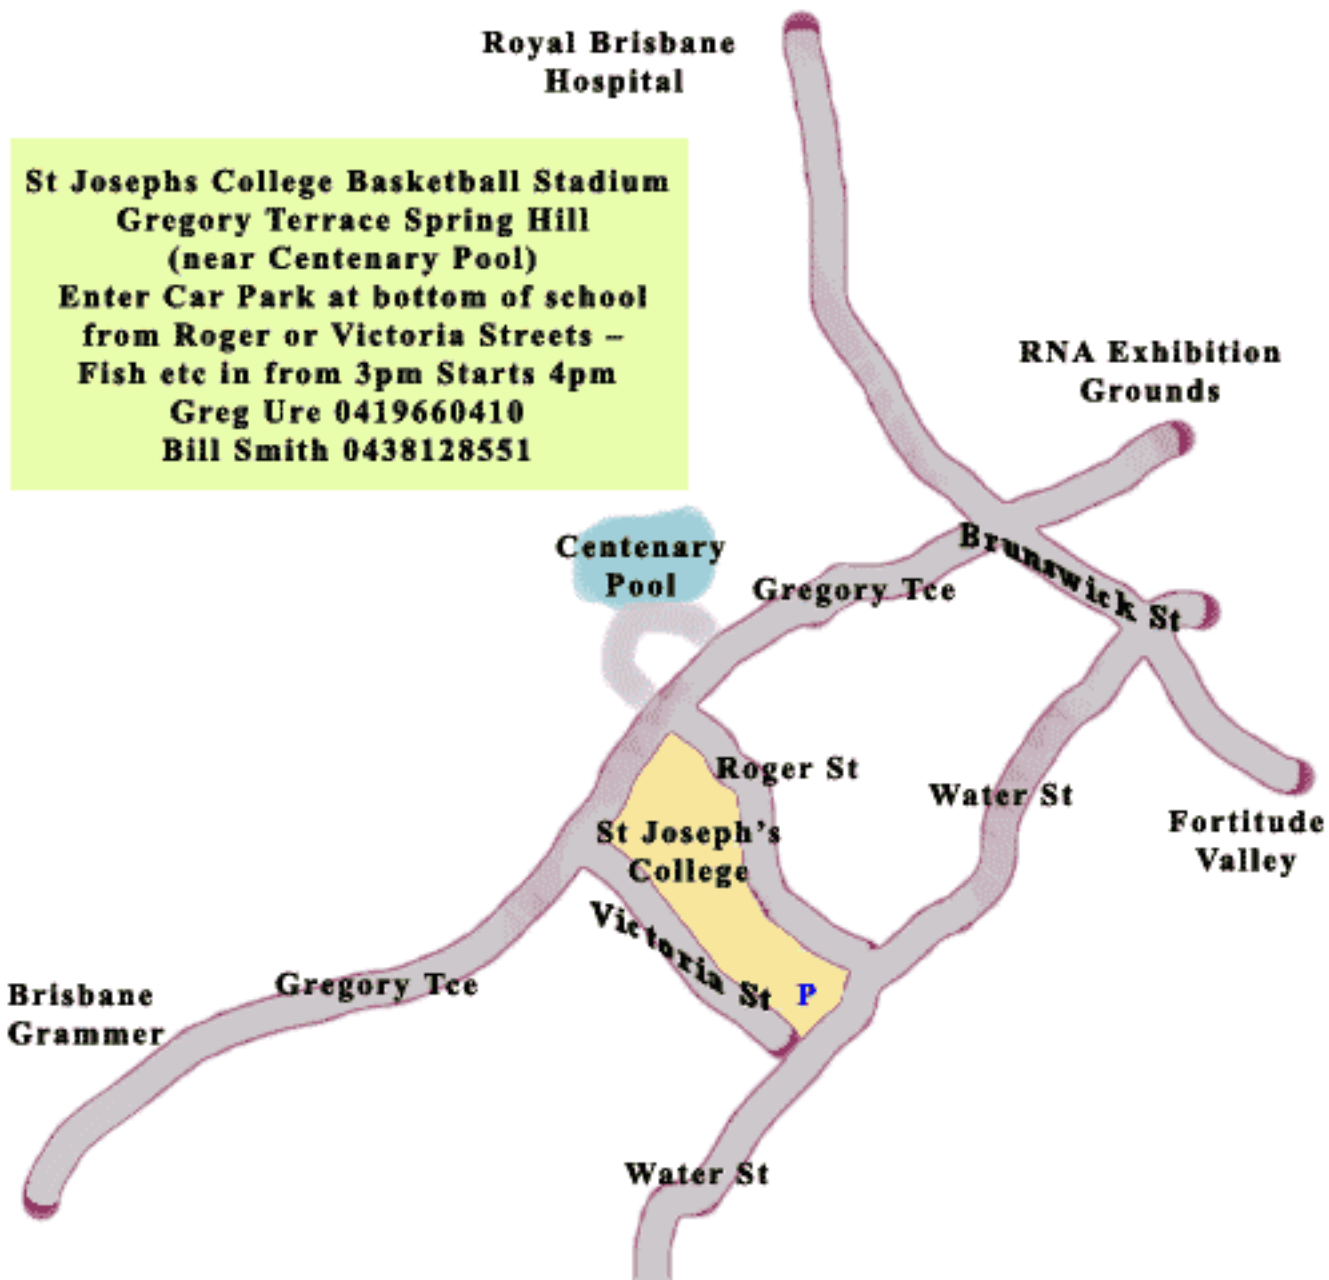 Royal Brisbane
Hospital
St Josephs College Basketball Stadium
Gregory Terrace Spring Hill
(near Centenary Pool)
Enter Car Park at bottom of school
from Roger or Victoria Streets –
Fish etc in from 3pm Starts 4pm
Greg Ure 0419660410
Bill Smith 0438128551
RNA Exhibition
Grounds
Centenary
Pool
Gregory Tce
Brunswick St
Roger St
Water St
Fortitude
Valley
St Joseph's
College
Victoria St
P
Gregory Tce
Brisbane
Grammer
Water St